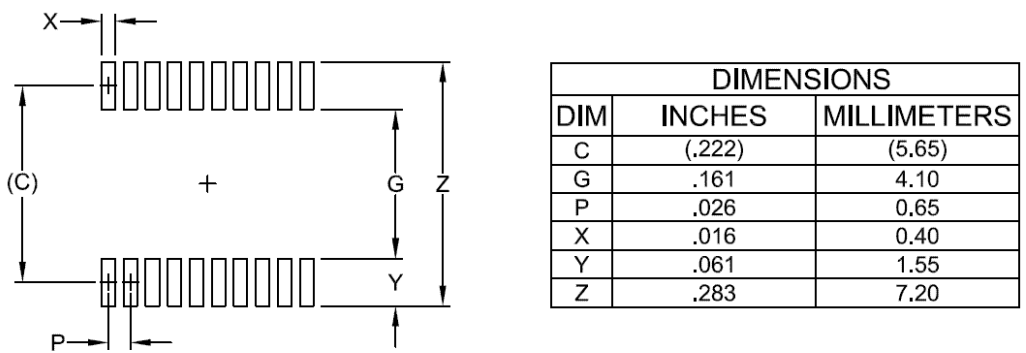 X
(C)
G
Z
Y
P
DIMENSIONS
DIM INCHES MILLIMETERS
C (.222) (5.65)
G .161 4.10
P .026 0.65
X .016 0.40
Y .061 1.55
Z .283 7.20